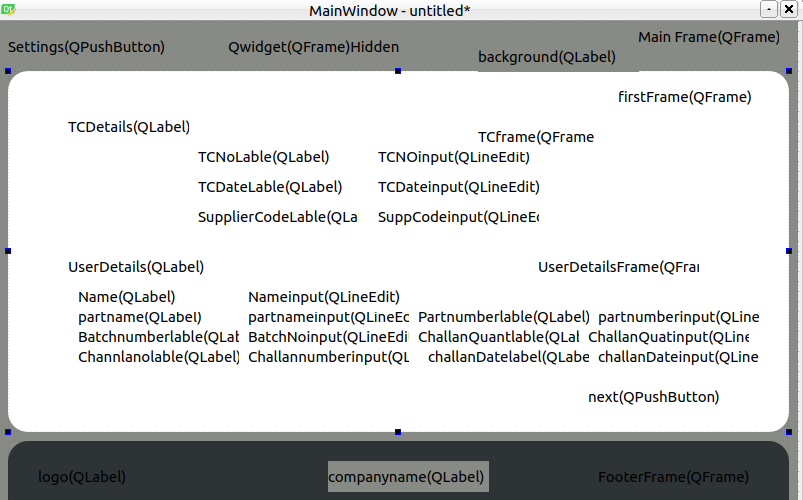 MainWindow - untitled*
Main Frame(QFrame)
Settings(QPushButton) Qwidget(QFrame)Hidden
background(QLabel)
firstFrame(QFrame)
TCDetails(QLabel)
TCframe(QFrame
TCNoLable(QLabel) TCNOinput(QLineEdit)
TCDateLable(QLabel) TCDateinput(QLineEdit)
SupplierCodeLable(QLa SuppCodeinput(QLineEc
UserDetails(QLabel) UserDetailsFrame(QFrar
Name(QLabel) Nameinput(QLineEdit)
partname(QLabel) partnameinput(QLineEc Partnumberlable(QLabel) partnumberinput(QLine
Batchnumberlable(QLab BatchNoinput(QLineEdit ChallanQuantlable(QLal ChallanQuatinput(QLine
Channlanolable(QLabel) Challannumberinput(QL challanDatelabel(QLabe challanDateinput(QLine
next(QPushButton)
logo(QLabel) companyname(QLabel) FooterFrame(QFrame)